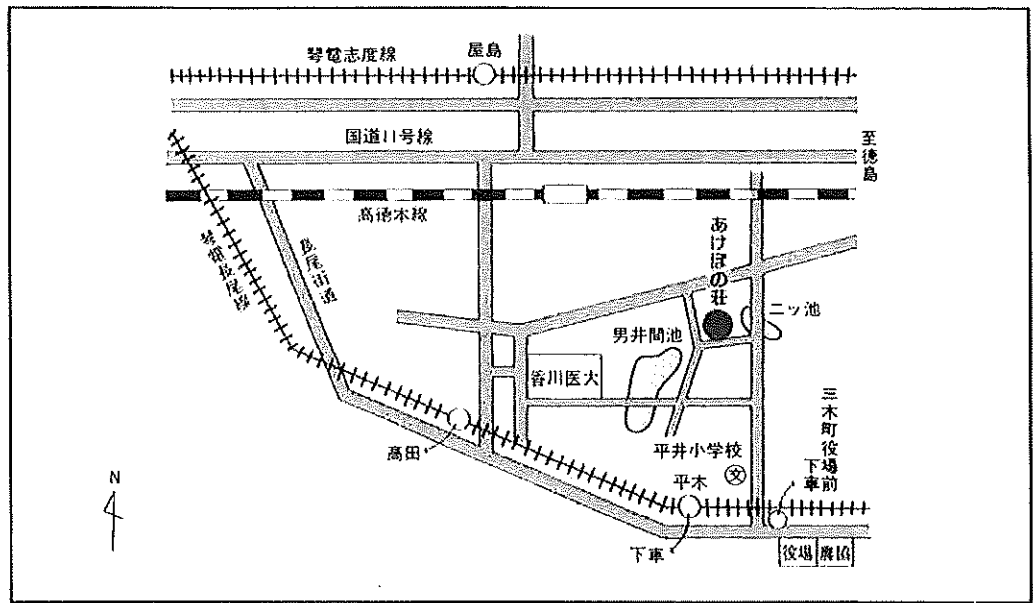 屋島
琴電志度線
国道11号線
至徳島
高徳本線
琴電長尾線
長尾街道
あけぼの荘
二ッ池
男井間池
香川医大
三木町役場前
下車
高田
平井小学校
文
平木
下車
役場
農協
N